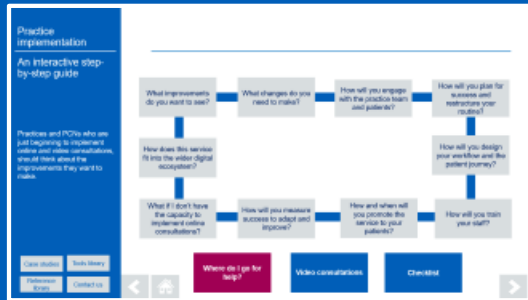 Practice
implementation
An interactive step-
by-step guide
Practices and PCNs who are
just beginning to implement
online and video consultations,
should think about the
improvements they want to
make.
Case studies
Tools library
Reference
library
Contact us
What improvements
do you want to see?
What changes do you
need to make?
How will you engage
with the practice team
and patients?
How will you plan for
success and
restructure your
routine?
How does this service
fit into the wider digital
ecosystem?
How will you design
your workflow and the
patient journey?
What if I don't have
the capacity to
implement online
consultations?
How will you measure
success to adapt and
improve?
How and when will
you promote the
service to your
patients?
How will you train
your staff?
Where do I go for
help?
Video consultations
Checklist